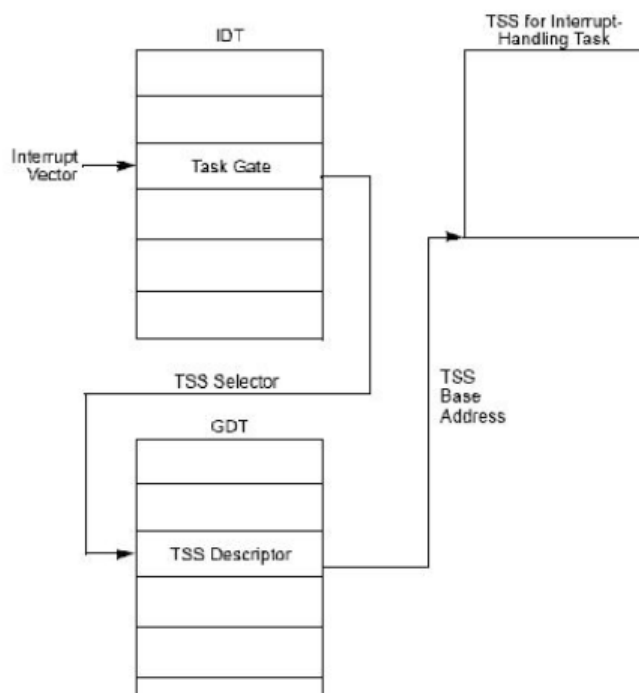 IDT
TSS for Interrupt-
Handling Task
Interrupt
Vector
Task Gate
TSS Selector
TSS
Base
Address
GDT
TSS Descriptor